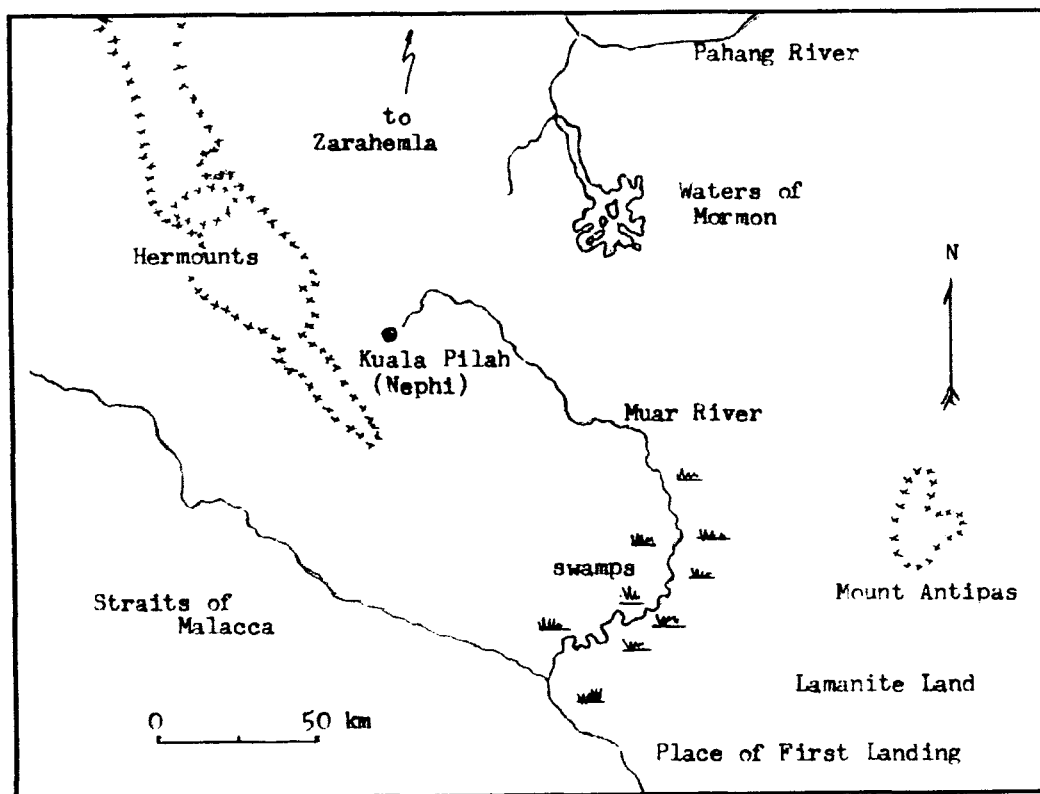 Pahang River
to
Zarahemla
Waters of
Mormon
N
Hermounts
Kuala Pilah
(Nephi)
Muar River
swamps
Straits of
Malacca
Mount Antipas
Lamanite Land
0 50 km
Place of First Landing